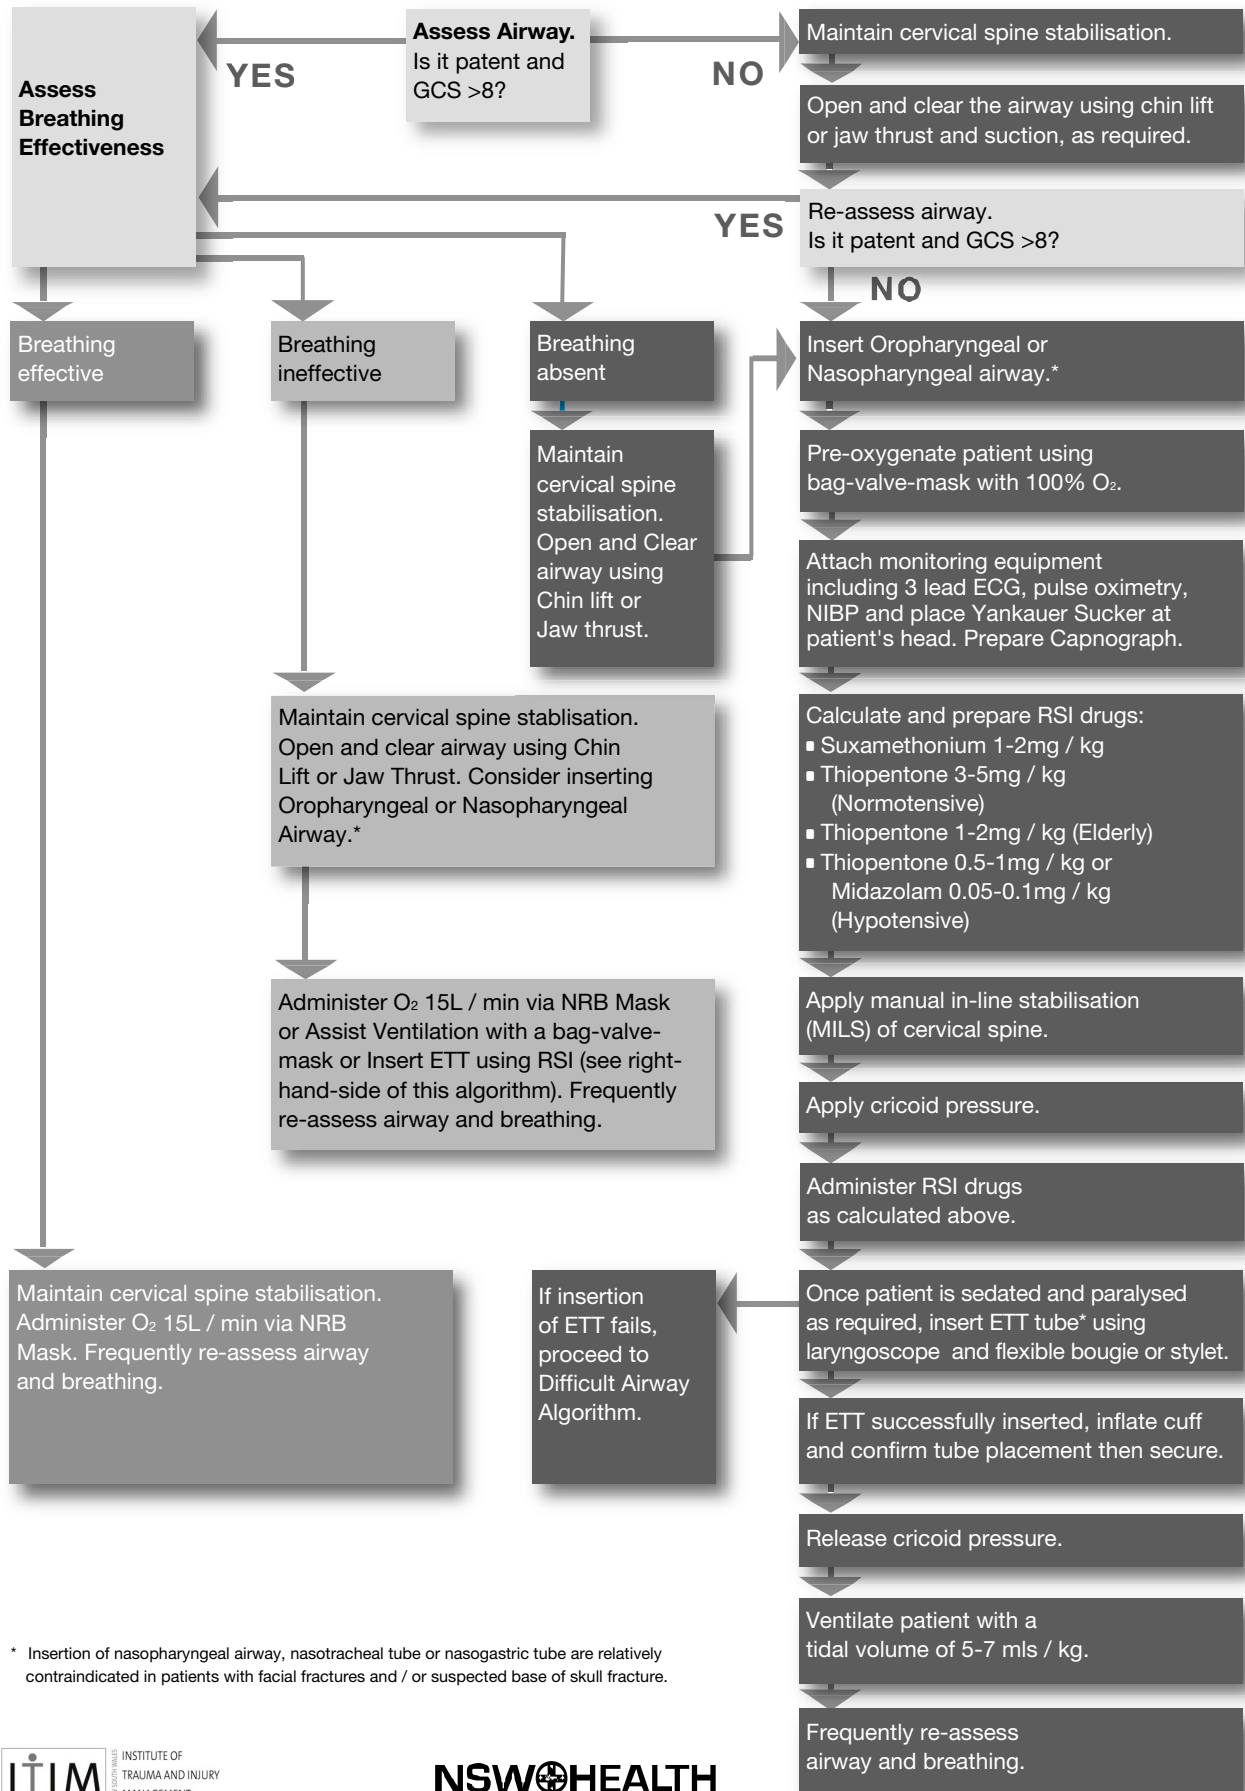 Assess Airway.
Is it patent and
GCS >8?
YES
NO
Assess
Breathing
Effectiveness
Maintain cervical spine stabilisation.
Open and clear the airway using chin lift
or jaw thrust and suction, as required.
YES
Re-assess airway.
Is it patent and GCS >8?
NO
Breathing
effective
Breathing
ineffective
Breathing
absent
Maintain
cervical spine
stabilisation.
Open and Clear
airway using
Chin lift or
Jaw thrust.
Insert Oropharyngeal or
Nasopharyngeal airway.*
Pre-oxygenate patient using
bag-valve-mask with 100% O₂.
Attach monitoring equipment
including 3 lead ECG, pulse oximetry,
NIBP and place Yankauer Sucker at
patient's head. Prepare Capnograph.
Maintain cervical spine stablisation.
Open and clear airway using Chin
Lift or Jaw Thrust. Consider inserting
Oropharyngeal or Nasopharyngeal
Airway.*
Calculate and prepare RSI drugs:
▪ Suxamethonium 1-2mg / kg
▪ Thiopentone 3-5mg / kg
(Normotensive)
▪ Thiopentone 1-2mg / kg (Elderly)
▪ Thiopentone 0.5-1mg / kg or
Midazolam 0.05-0.1mg / kg
(Hypotensive)
Administer O₂ 15L / min via NRB Mask
or Assist Ventilation with a bag-valve-
mask or Insert ETT using RSI (see right-
hand-side of this algorithm). Frequently
re-assess airway and breathing.
Apply manual in-line stabilisation
(MILS) of cervical spine.
Apply cricoid pressure.
Administer RSI drugs
as calculated above.
Maintain cervical spine stabilisation.
Administer O₂ 15L / min via NRB
Mask. Frequently re-assess airway
and breathing.
If insertion
of ETT fails,
proceed to
Difficult Airway
Algorithm.
Once patient is sedated and paralysed
as required, insert ETT tube* using
laryngoscope and flexible bougie or stylet.
If ETT successfully inserted, inflate cuff
and confirm tube placement then secure.
Release cricoid pressure.
Ventilate patient with a
tidal volume of 5-7 mls / kg.
Frequently re-assess
airway and breathing.
* Insertion of nasopharyngeal airway, nasotracheal tube or nasogastric tube are relatively
contraindicated in patients with facial fractures and / or suspected base of skull fracture.
ITIM
INSTITUTE OF
TRAUMA AND INJURY
NSW HEALTH